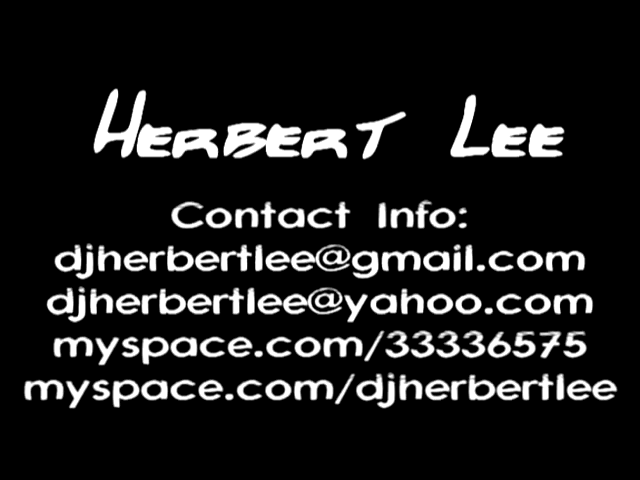 Herbert Lee
Contact Info:
djherbertlee@gmail.com
djherbertlee@yahoo.com
myspace.com/33336575
myspace.com/djherbertlee